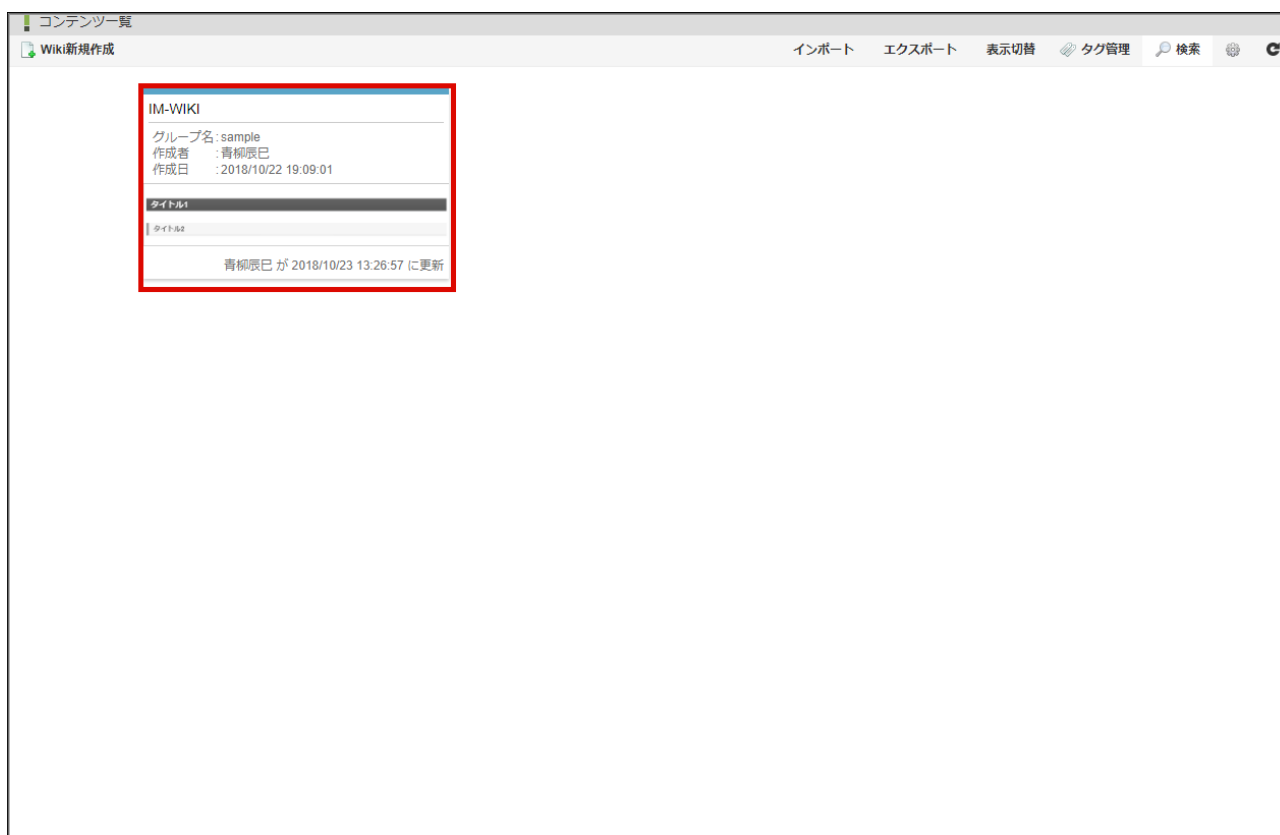 コンテンツ一覧
Wiki新規作成 インポート エクスポート 表示切替 タグ管理 検索
IM-WIKI
グループ名:sample
作成者 :青柳辰巳
作成日 :2018/10/22 19:09:01
タイトル1
タイトル2
青柳辰巳 が 2018/10/23 13:26:57 に更新